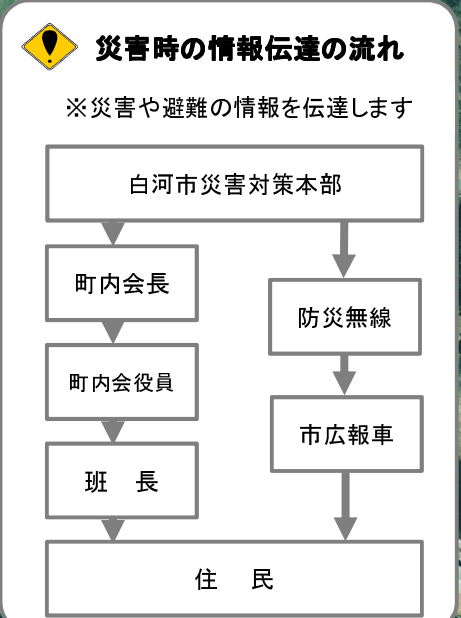 災害時の情報伝達の流れ
※災害や避難の情報を伝達します
白河市災害対策本部
町内会長
町内会役員
班　長
防災無線
市広報車
住　民